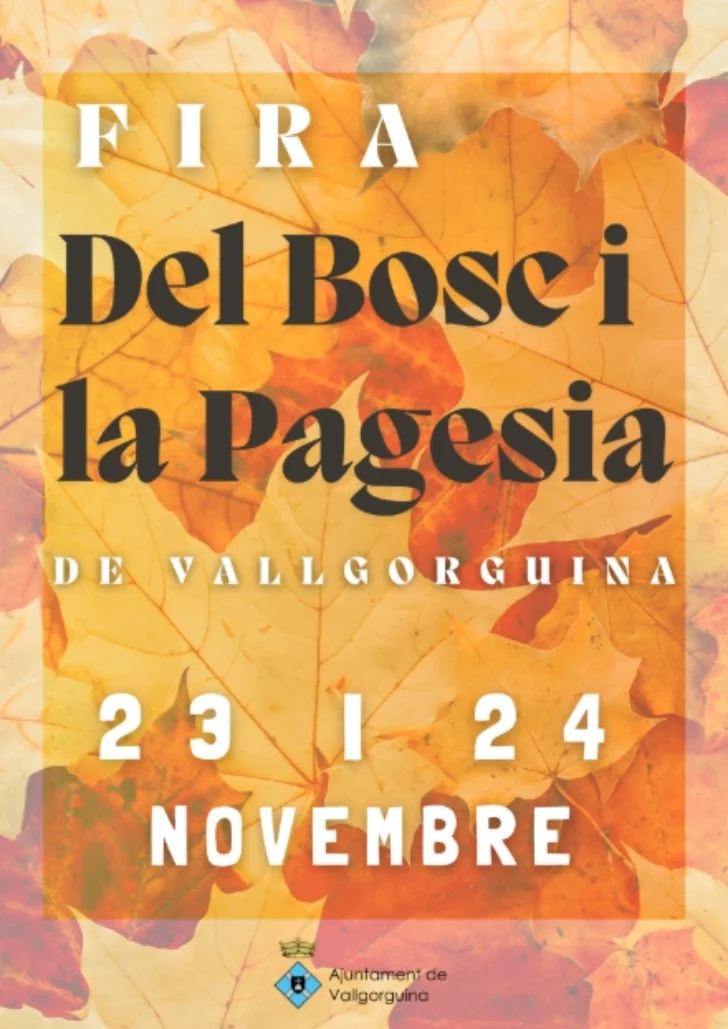 FIRA
Del Bosc i
la Pagesia
DE VALLGORGUINA
23 I 24
NOVEMBRE
Ajuntament de
Vallgorguina